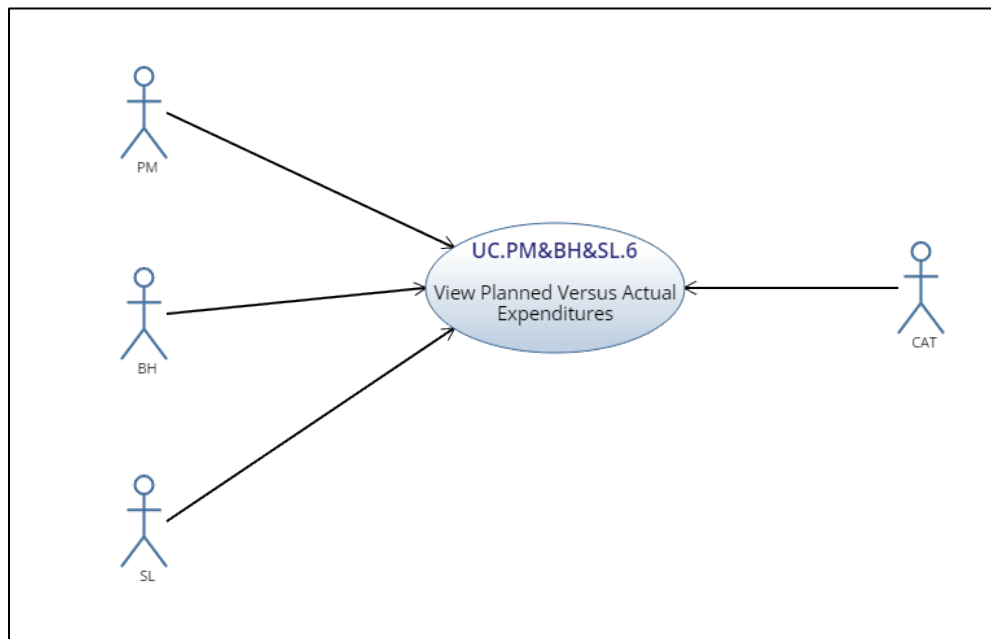 PM
UC.PM&BH&SL.6
View Planned Versus Actual
Expenditures
BH
CAT
SL